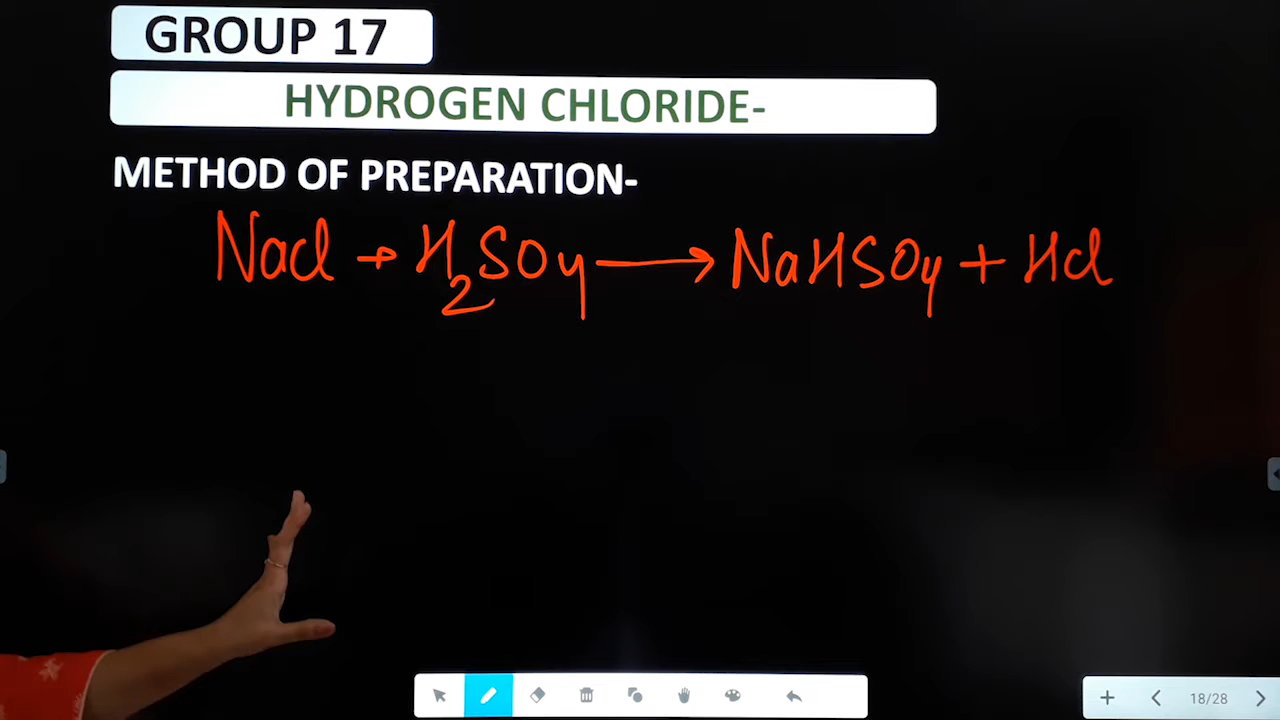 GROUP 17
HYDROGEN CHLORIDE-
METHOD OF PREPARATION-
NaCl + H₂SO₄ ⟶ NaHSO₄ + HCl
18/28